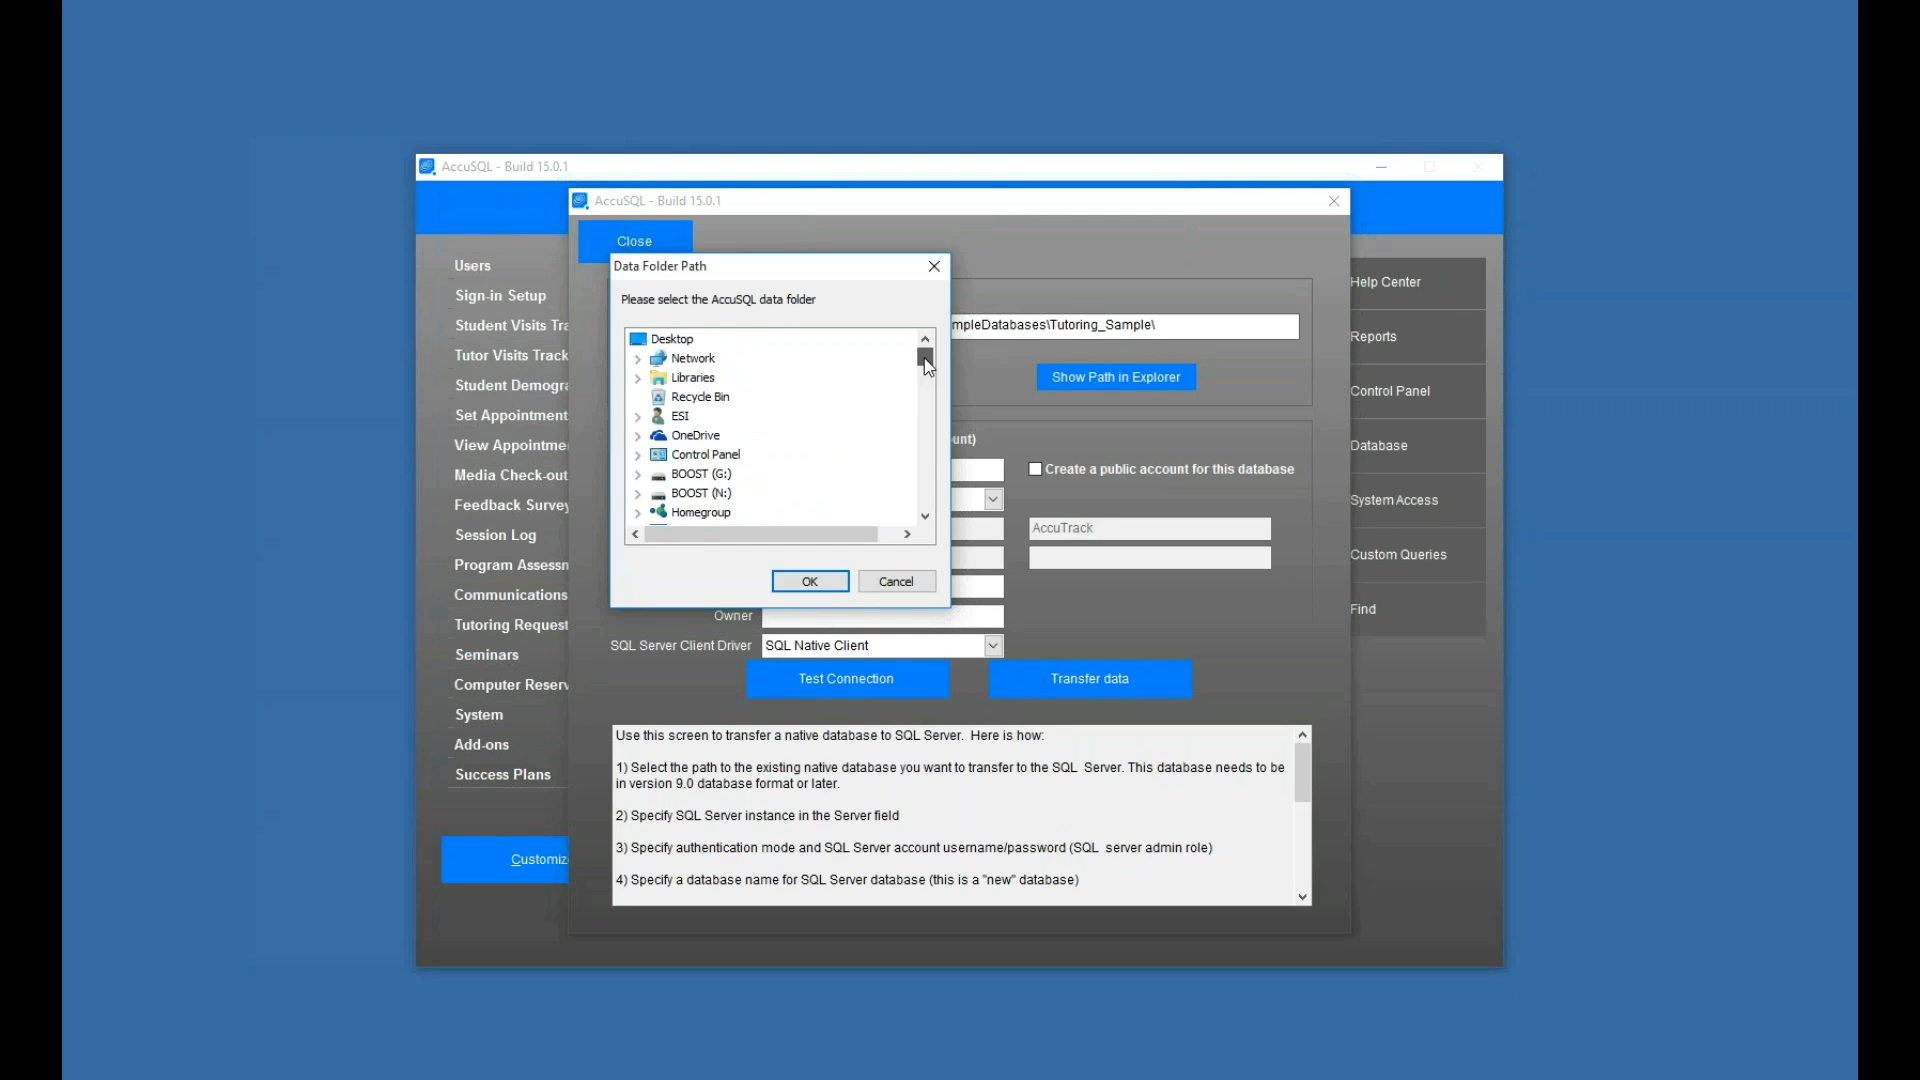 AccuSQL - Build 15.0.1
AccuSQL - Build 15.0.1
Close
Users
Sign-in Setup
Student Visits Tra
Tutor Visits Track
Student Demogra
Set Appointment
View Appointme
Media Check-out
Feedback Survey
Session Log
Program Assessm
Communications
Tutoring Request
Seminars
Computer Reserv
System
Add-ons
Success Plans
Customize
Data Folder Path
Please select the AccuSQL data folder
Desktop
Network
Libraries
Recycle Bin
ESI
OneDrive
Control Panel
BOOST (G:)
BOOST (N:)
Homegroup
OK
Cancel
mpleDatabases\Tutoring_Sample\
Show Path in Explorer
unt)
Create a public account for this database
AccuTrack
Owner
SQL Server Client Driver
SQL Native Client
Test Connection
Transfer data
Use this screen to transfer a native database to SQL Server. Here is how:
1) Select the path to the existing native database you want to transfer to the SQL Server. This database needs to be
in version 9.0 database format or later.
2) Specify SQL Server instance in the Server field
3) Specify authentication mode and SQL Server account username/password (SQL server admin role)
4) Specify a database name for SQL Server database (this is a "new" database)
Help Center
Reports
Control Panel
Database
System Access
Custom Queries
Find